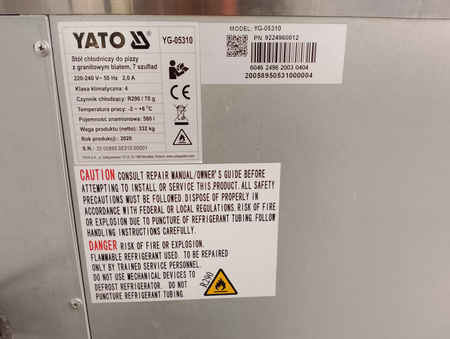 YATO YG-05310
Stół chłodniczy do pizzy
z granitowym blatem, 7 szuflad
220-240 V~ 50 Hz 2,0 A
Klasa klimatyczna: 4
Czynnik chłodzący: R290 / 70 g
Temperatura pracy: -2 ~ +8°C
Pojemność znamionowa: 580 l
Waga produktu (netto): 332 kg
Rok produkcji: 2020
S.N.: 20 05895 0531 00001
MODEL: YG-05310
PN 9224960012
6046 2496 2003 0404
20058950531000004
CAUTION CONSULT REPAIR MANUAL/OWNER'S GUIDE BEFORE
ATTEMPTING TO INSTALL OR SERVICE THIS PRODUCT. ALL SAFETY
PRECAUTIONS MUST BE FOLLOWED. DISPOSE OF PROPERLY IN
ACCORDANCE WITH FEDERAL OR LOCAL REGULATIONS. RISK OF FIRE
OR EXPLOSION DUE TO PUNCTURE OF REFRIGERANT TUBING. FOLLOW
HANDLING INSTRUCTIONS CAREFULLY.
DANGER RISK OF FIRE OR EXPLOSION.
FLAMMABLE REFRIGERANT USED. TO BE REPAIRED
ONLY BY TRAINED SERVICE PERSONNEL.
DO NOT USE MECHANICAL DEVICES TO
DEFROST REFRIGERATOR. DO NOT
PUNCTURE REFRIGERANT TUBING.
R290